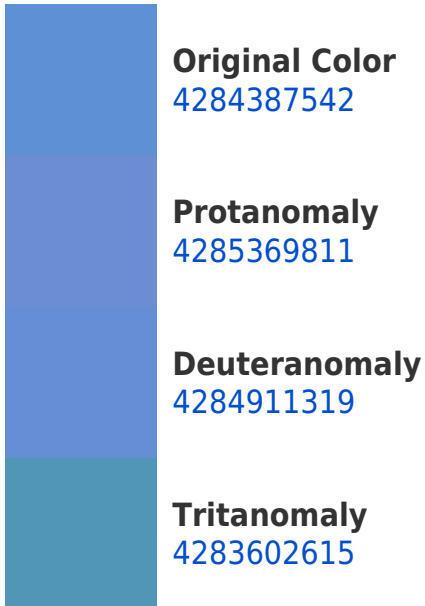 Original Color
4284387542
Protanomaly
4285369811
Deuteranomaly
4284911319
Tritanomaly
4283602615